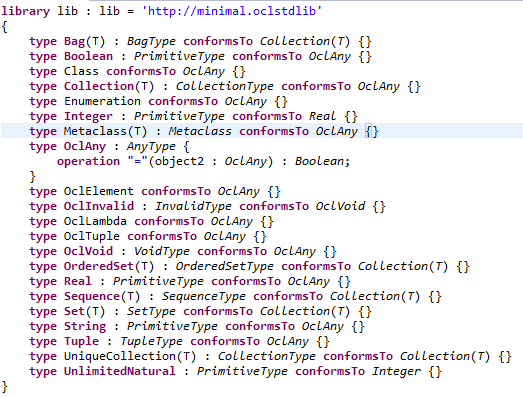 library lib : lib = 'http://minimal.oclstdlib'
{
    type Bag(T) : BagType conformsTo Collection(T) {}
    type Boolean : PrimitiveType conformsTo OclAny {}
    type Class conformsTo OclAny {}
    type Collection(T) : CollectionType conformsTo OclAny {}
    type Enumeration conformsTo OclAny {}
    type Integer : PrimitiveType conformsTo Real {}
    type Metaclass(T) : Metaclass conformsTo OclAny {}
    type OclAny : AnyType {
        operation "="(object2 : OclAny) : Boolean;
    }
    type OclElement conformsTo OclAny {}
    type OclInvalid : InvalidType conformsTo OclVoid {}
    type OclLambda conformsTo OclAny {}
    type OclTuple conformsTo OclAny {}
    type OclVoid : VoidType conformsTo OclAny {}
    type OrderedSet(T) : OrderedSetType conformsTo Collection(T) {}
    type Real : PrimitiveType conformsTo OclAny {}
    type Sequence(T) : SequenceType conformsTo Collection(T) {}
    type Set(T) : SetType conformsTo Collection(T) {}
    type String : PrimitiveType conformsTo OclAny {}
    type Tuple : TupleType conformsTo OclAny {}
    type UniqueCollection(T) : CollectionType conformsTo Collection(T) {}
    type UnlimitedNatural : PrimitiveType conformsTo Integer {}
}